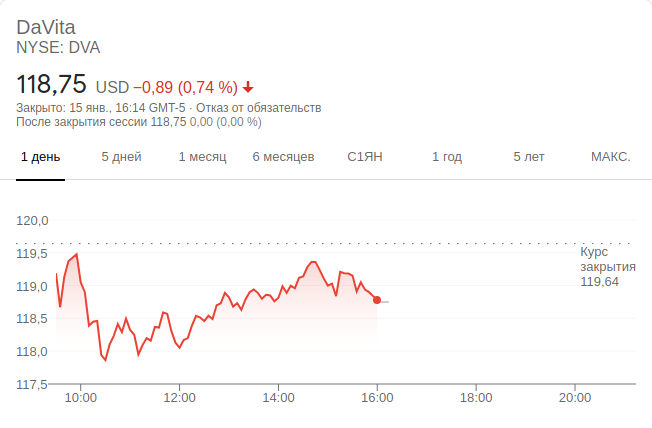 DaVita
NYSE: DVA
118,75 USD −0,89 (0,74 %)
Закрыто: 15 янв., 16:14 GMT-5 · Отказ от обязательств
После закрытия сессии 118,75 0,00 (0,00 %)
1 день 5 дней 1 месяц 6 месяцев С1ЯН 1 год 5 лет МАКС.
120,0
119,5
119,0
118,5
118,0
117,5
Курс
закрытия
119,64
10:00 12:00 14:00 16:00 18:00 20:00